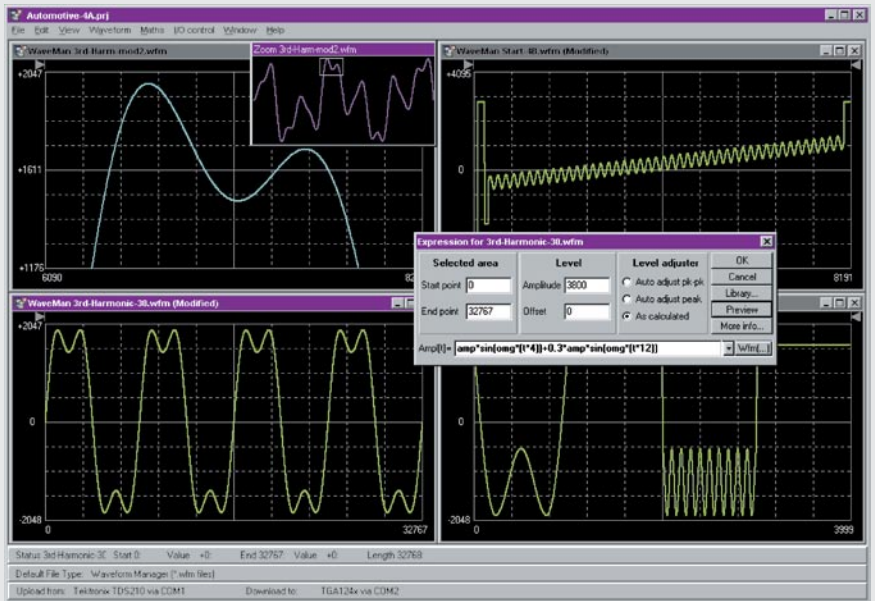 Automotive-4A.prj
File Edit View Waveform Maths I/O control Window Help
WaveMan 3rd-Harm-mod2.wfm
+2047
+1611
+1176
6090
Zoom 3rd-Harm-mod2.wfm
WaveMan Start-4B.wfm (Modified)
+4095
0
8191
Expression for 3rd-Harmonic-30.wfm
Selected area
Start point 0
End point 32767
Level
Amplitude 3800
Offset 0
Level adjuster
Auto adjust pk-pk
Auto adjust peak
As calculated
OK
Cancel
Library...
Preview
More info...
Ampl[t]= amp*sin(omg*(t*4))+0.3*amp*sin(omg*(t*12)) Wfm(...)
WaveMan 3rd-Harmonic-30.wfm (Modified)
+2047
0
-2048
0
32767
0
-2048
0
3999
Status 3rd-Harmonic-30 Start 0: Value +0: End 32767 Value +0: Length 32768
Default File Type: Waveform Manager (*.wfm files)
Upload from: Tektronix TDS210 via COM1 Download to: TGA124x via COM2